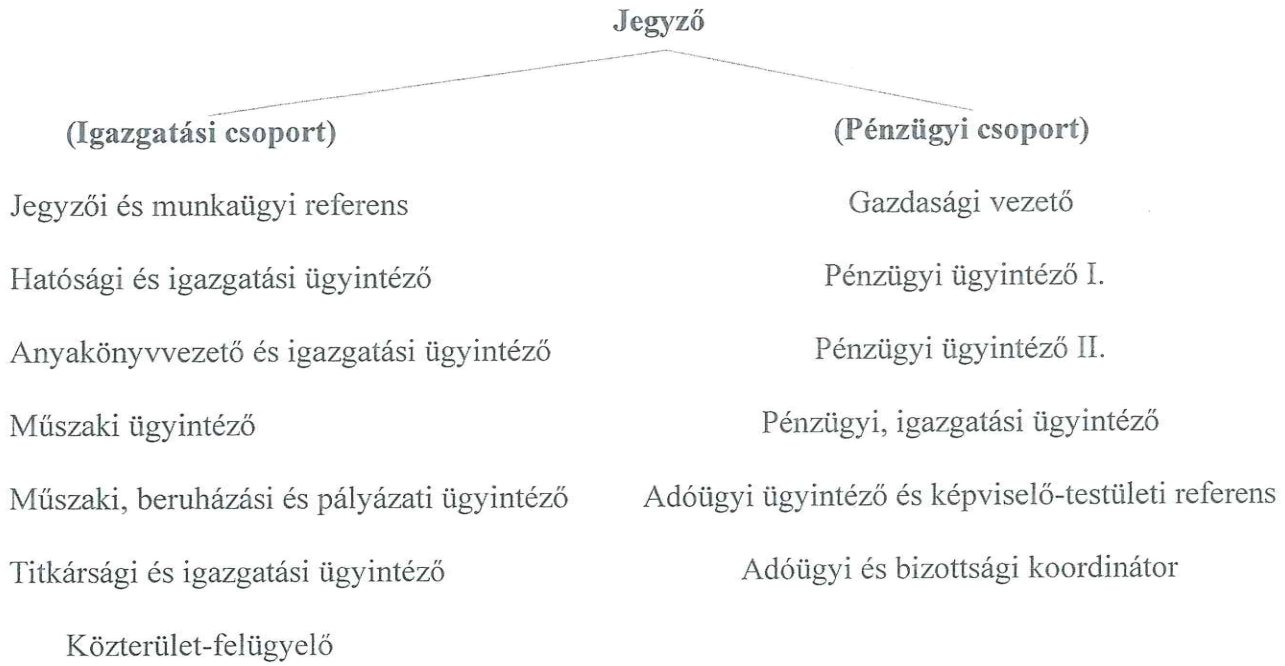 Jegyző
(Igazgatási csoport)
(Pénzügyi csoport)
Jegyzői és munkaügyi referens
Gazdasági vezető
Hatósági és igazgatási ügyintéző
Pénzügyi ügyintéző I.
Anyakönyvvezető és igazgatási ügyintéző
Pénzügyi ügyintéző II.
Műszaki ügyintéző
Pénzügyi, igazgatási ügyintéző
Műszaki, beruházási és pályázati ügyintéző
Adóügyi ügyintéző és képviselő-testületi referens
Titkársági és igazgatási ügyintéző
Adóügyi és bizottsági koordinátor
Közterület-felügyelő